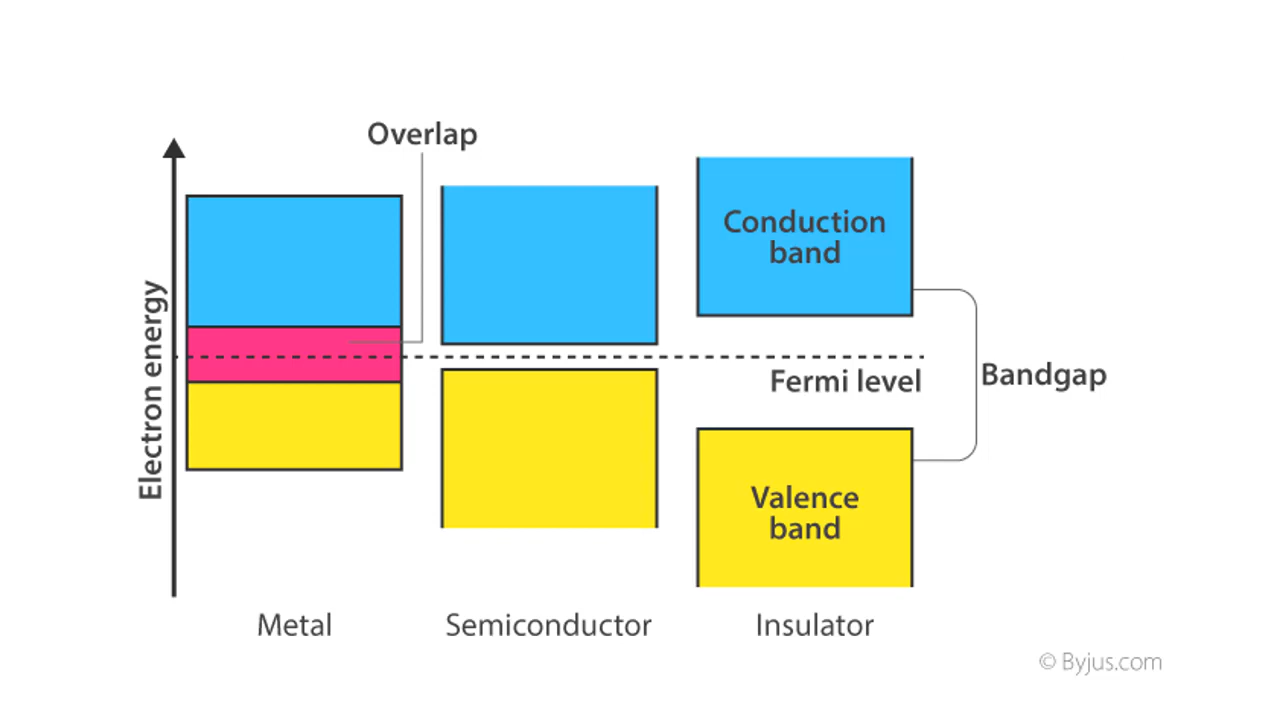 Overlap
Conduction
band
Electron energy
Fermi level
Bandgap
Valence
band
Metal
Semiconductor
Insulator
© Byjus.com